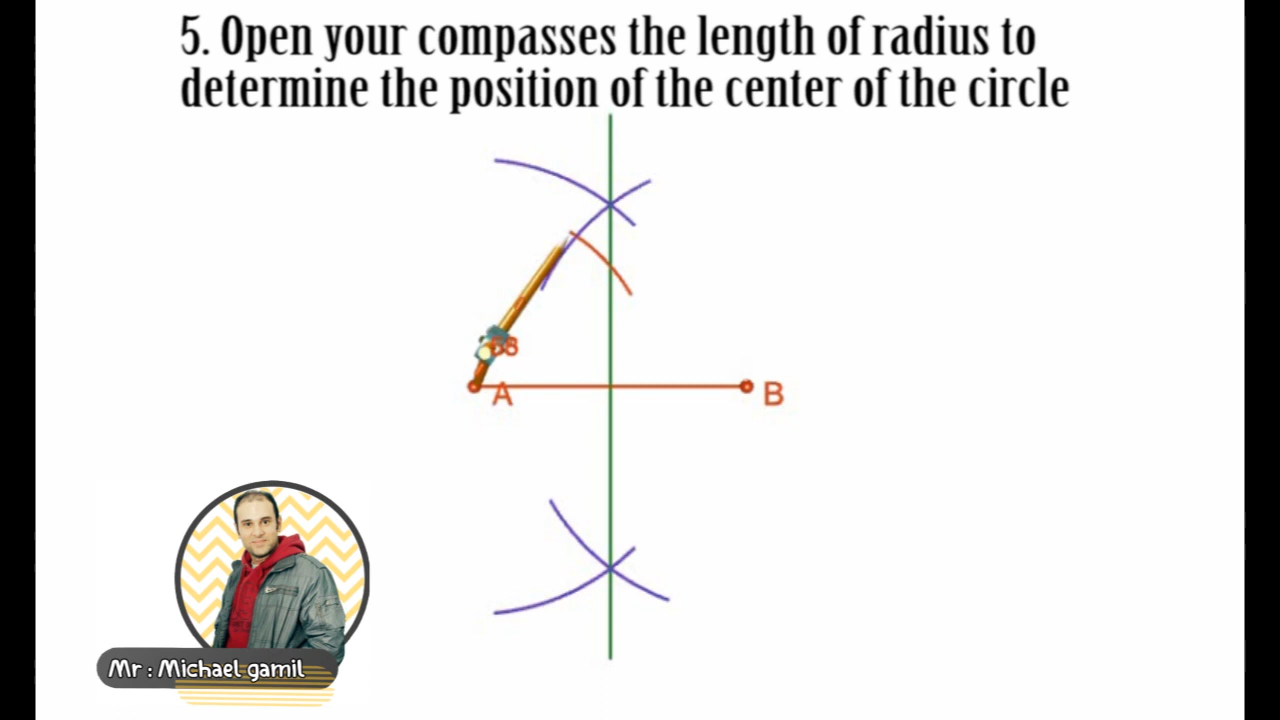 5. Open your compasses the length of radius to
determine the position of the center of the circle
A
B
Mr : Michael gamil